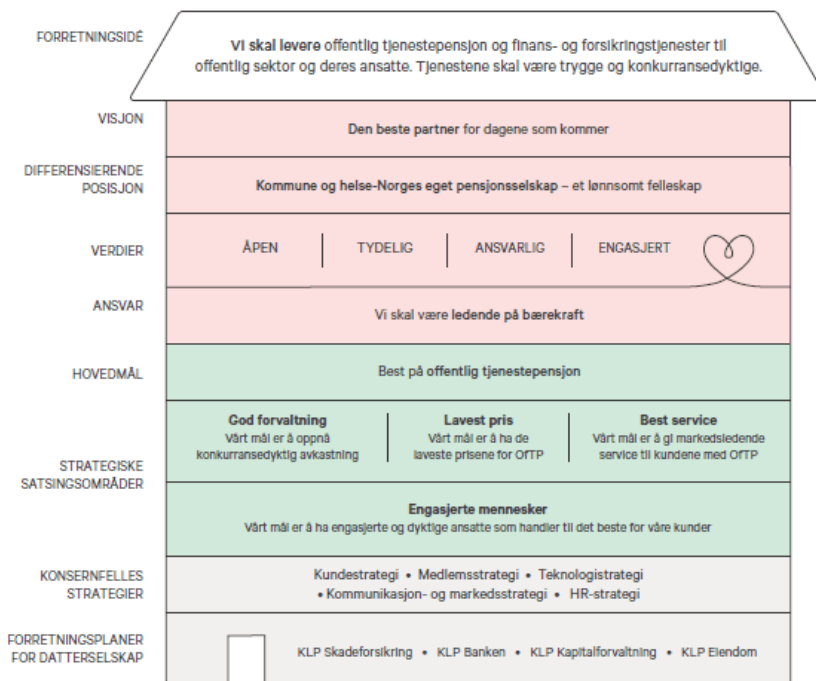 FORRETNINGSIDÉ
Vi skal levere offentlig tjenestepensjon og finans- og forsikringstjenester til
offentlig sektor og deres ansatte. Tjenestene skal være trygge og konkurransedyktige.
VISJON
Den beste partner for dagene som kommer
DIFFERENSIERENDE
POSISJON
Kommune og helse-Norges eget pensjonsselskap – et lønnsomt felleskap
VERDIER
ÅPEN
TYDELIG
ANSVARLIG
ENGASJERT
ANSVAR
Vi skal være ledende på bærekraft
HOVEDMÅL
Best på offentlig tjenestepensjon
STRATEGISKE
SATSINGSOMRÅDER
God forvaltning
Vårt mål er å oppnå
konkurransedyktig avkastning
Lavest pris
Vårt mål er å ha de
laveste prisene for OfTP
Best service
Vårt mål er å gi markedsledende
service til kundene med OfTP
Engasjerte mennesker
Vårt mål er å ha engasjerte og dyktige ansatte som handler til det beste for våre kunder
KONSERNFELLES
STRATEGIER
Kundestrategi • Medlemsstrategi • Teknologistrategi
• Kommunikasjon- og markedsstrategi • HR-strategi
FORRETNINGSPLANER
FOR DATTERSELSKAP
KLP Skadeforsikring • KLP Banken • KLP Kapitalforvaltning • KLP Eiendom